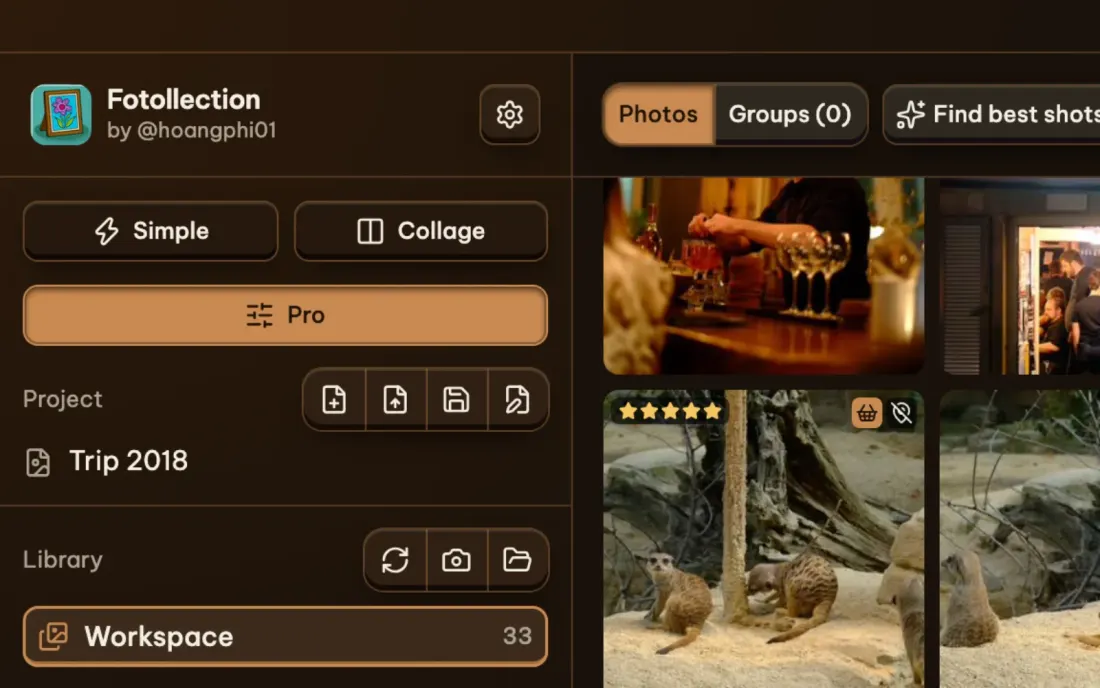 Fotollection
by @hoangphi01
Photos
Groups (0)
Find best shots
Simple
Collage
Pro
Project
Trip 2018
Library
Workspace
33